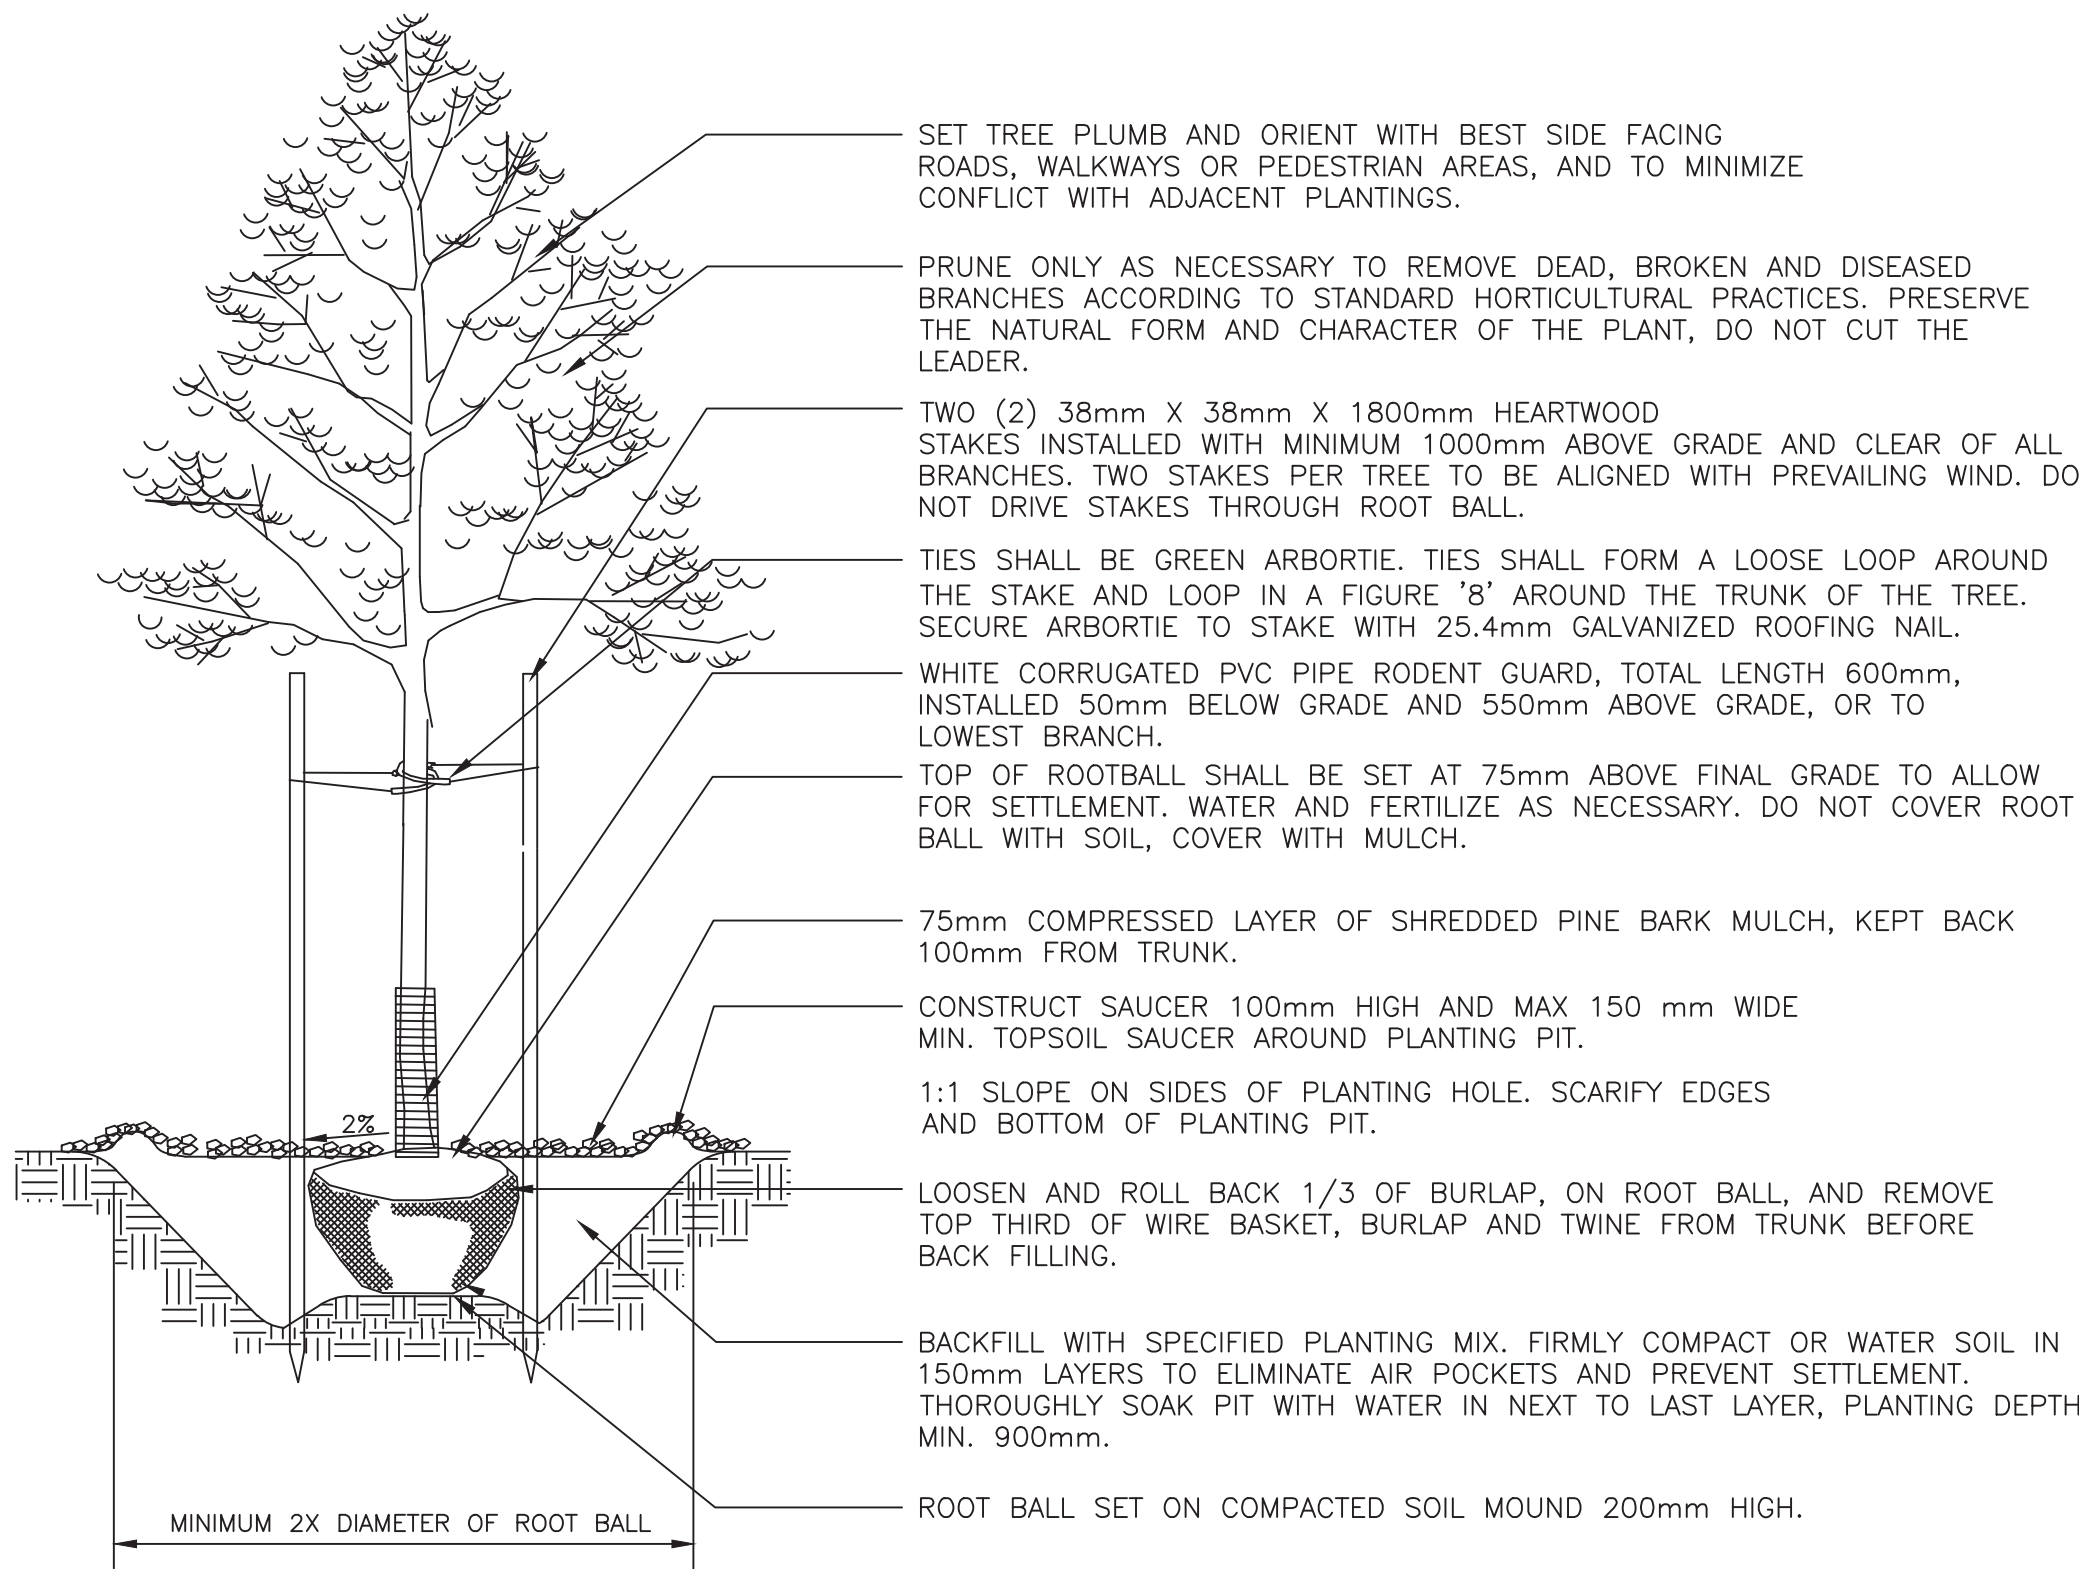 SET TREE PLUMB AND ORIENT WITH BEST SIDE FACING
ROADS, WALKWAYS OR PEDESTRIAN AREAS, AND TO MINIMIZE
CONFLICT WITH ADJACENT PLANTINGS.
PRUNE ONLY AS NECESSARY TO REMOVE DEAD, BROKEN AND DISEASED
BRANCHES ACCORDING TO STANDARD HORTICULTURAL PRACTICES. PRESERVE
THE NATURAL FORM AND CHARACTER OF THE PLANT, DO NOT CUT THE
LEADER.
TWO (2) 38mm X 38mm X 1800mm HEARTWOOD
STAKES INSTALLED WITH MINIMUM 1000mm ABOVE GRADE AND CLEAR OF ALL
BRANCHES. TWO STAKES PER TREE TO BE ALIGNED WITH PREVAILING WIND. DO
NOT DRIVE STAKES THROUGH ROOT BALL.
TIES SHALL BE GREEN ARBORTIE. TIES SHALL FORM A LOOSE LOOP AROUND
THE STAKE AND LOOP IN A FIGURE '8' AROUND THE TRUNK OF THE TREE.
SECURE ARBORTIE TO STAKE WITH 25.4mm GALVANIZED ROOFING NAIL.
WHITE CORRUGATED PVC PIPE RODENT GUARD, TOTAL LENGTH 600mm,
INSTALLED 50mm BELOW GRADE AND 550mm ABOVE GRADE, OR TO
LOWEST BRANCH.
TOP OF ROOTBALL SHALL BE SET AT 75mm ABOVE FINAL GRADE TO ALLOW
FOR SETTLEMENT. WATER AND FERTILIZE AS NECESSARY. DO NOT COVER ROOT
BALL WITH SOIL, COVER WITH MULCH.
75mm COMPRESSED LAYER OF SHREDDED PINE BARK MULCH, KEPT BACK
100mm FROM TRUNK.
CONSTRUCT SAUCER 100mm HIGH AND MAX 150 mm WIDE
MIN. TOPSOIL SAUCER AROUND PLANTING PIT.
1:1 SLOPE ON SIDES OF PLANTING HOLE. SCARIFY EDGES
AND BOTTOM OF PLANTING PIT.
2%
LOOSEN AND ROLL BACK 1/3 OF BURLAP, ON ROOT BALL, AND REMOVE
TOP THIRD OF WIRE BASKET, BURLAP AND TWINE FROM TRUNK BEFORE
BACK FILLING.
BACKFILL WITH SPECIFIED PLANTING MIX. FIRMLY COMPACT OR WATER SOIL IN
150mm LAYERS TO ELIMINATE AIR POCKETS AND PREVENT SETTLEMENT.
THOROUGHLY SOAK PIT WITH WATER IN NEXT TO LAST LAYER, PLANTING DEPTH
MIN. 900mm.
ROOT BALL SET ON COMPACTED SOIL MOUND 200mm HIGH.
MINIMUM 2X DIAMETER OF ROOT BALL